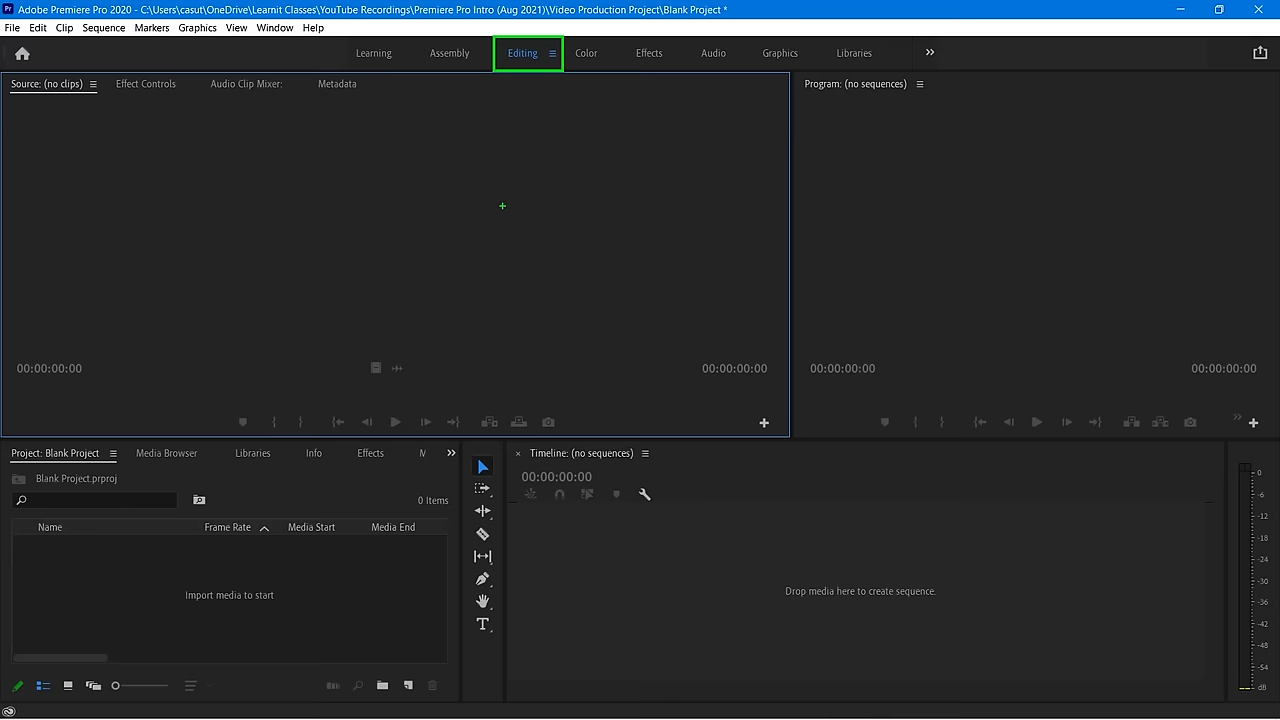 Adobe Premiere Pro 2020 - C:\Users\casut\OneDrive\Learnit Classes\YouTube Recordings\Premiere Pro Intro (Aug 2021)\Video Production Project\Blank Project *
File Edit Clip Sequence Markers Graphics View Window Help
Learning Assembly Editing Color Effects Audio Graphics Libraries
Source: (no clips) Effect Controls Audio Clip Mixer: Metadata
Program: (no sequences)
00:00:00:00 00:00:00:00
00:00:00:00 00:00:00:00
Project: Blank Project Media Browser Libraries Info Effects M
Blank Project.prproj
0 Items
Name Frame Rate Media Start Media End
Import media to start
Timeline: (no sequences)
00:00:00:00
Drop media here to create sequence.
0
-6
-12
-18
-24
-30
-36
-42
-48
-54
dB